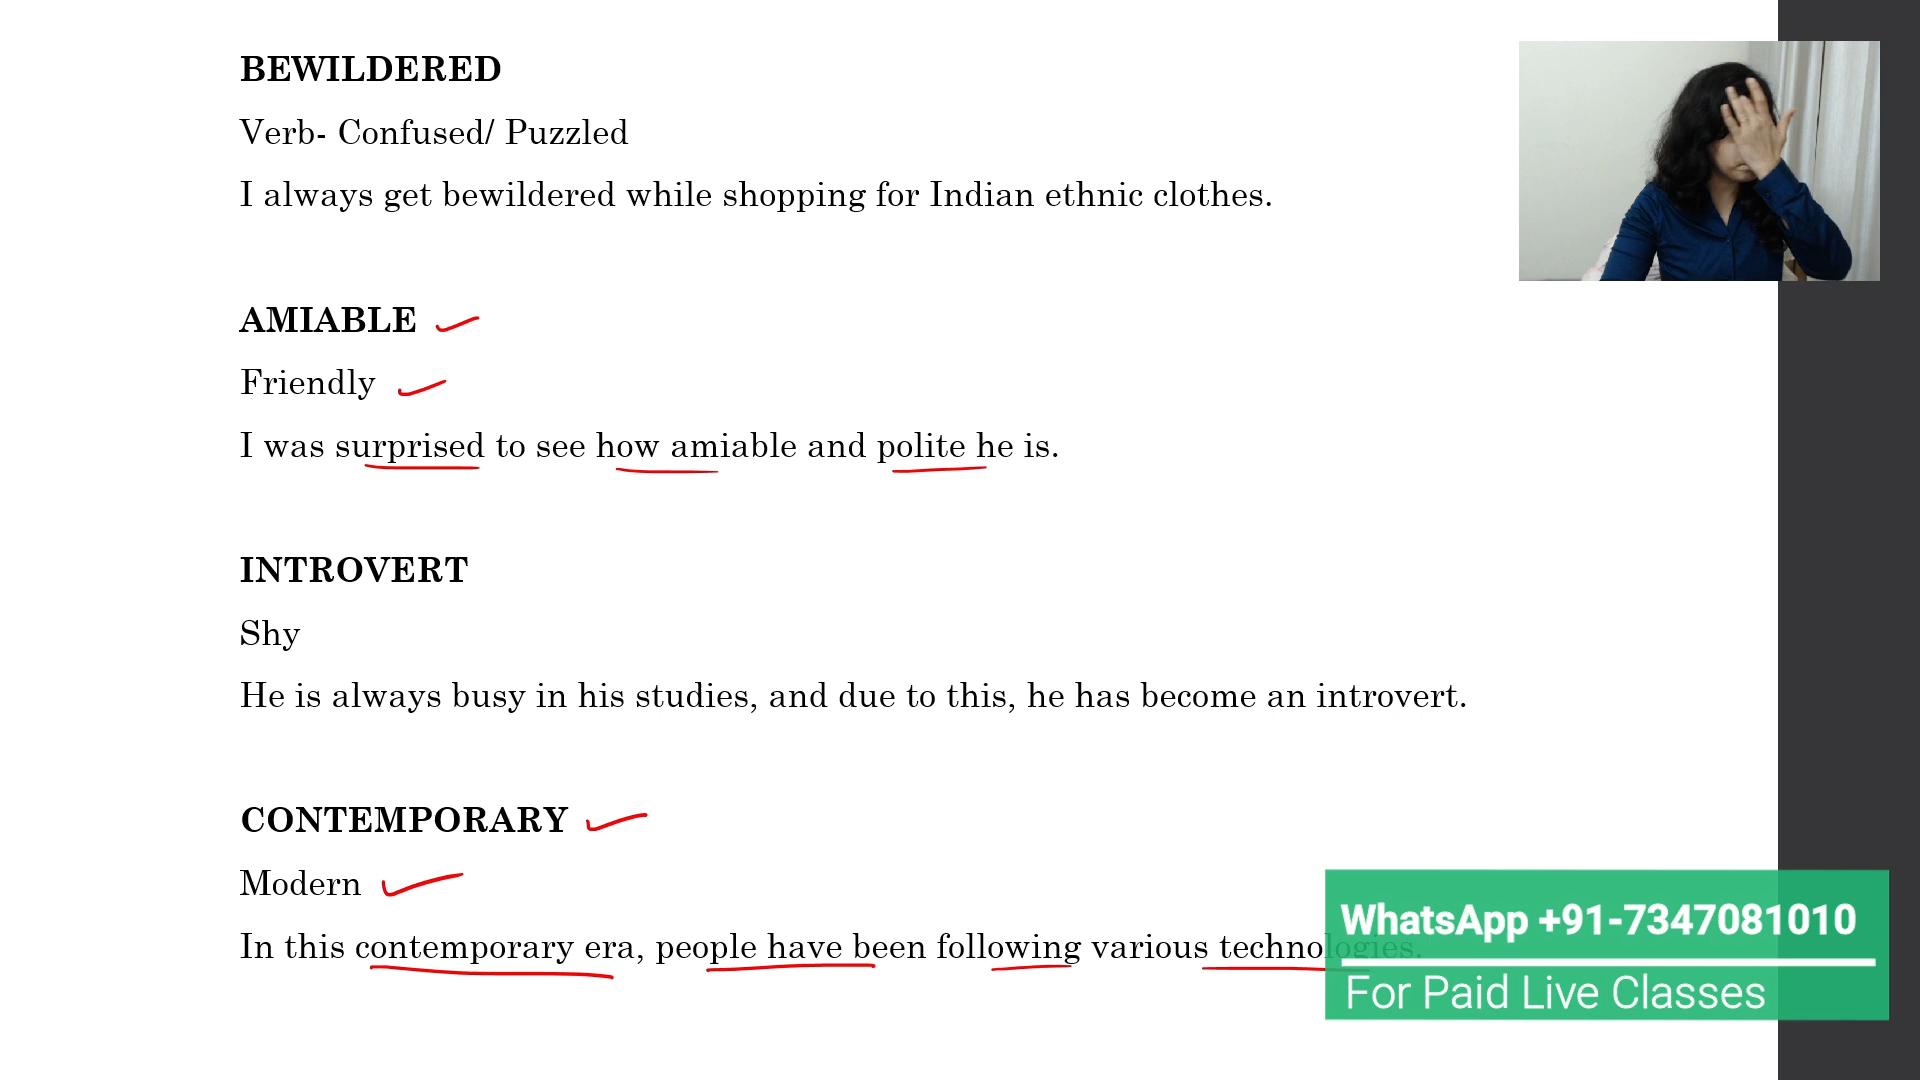 BEWILDERED
Verb- Confused/ Puzzled
I always get bewildered while shopping for Indian ethnic clothes.
AMIABLE
Friendly
I was surprised to see how amiable and polite he is.
INTROVERT
Shy
He is always busy in his studies, and due to this, he has become an introvert.
CONTEMPORARY
Modern
In this contemporary era, people have been following various technologies.
WhatsApp +91-7347081010
For Paid Live Classes